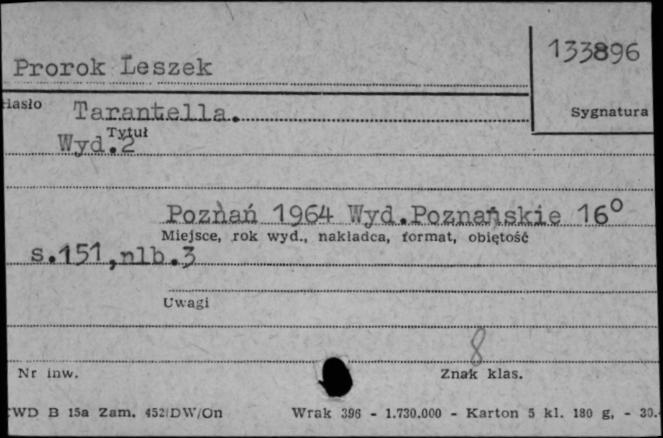 133896
Prorok Leszek
Hasło Tarantella. Sygnatura
Tytuł
Wyd.2
Poznań 1964 Wyd.Poznańskie 16°
Miejsce, rok wyd., nakładca, format, objętość
s.151,nlb.3
Uwagi
8
Nr inw. Znak klas.
CWD B 15a Zam. 452/DW/On Wrak 396 - 1.730.000 - Karton 5 kl. 180 g, - 30.